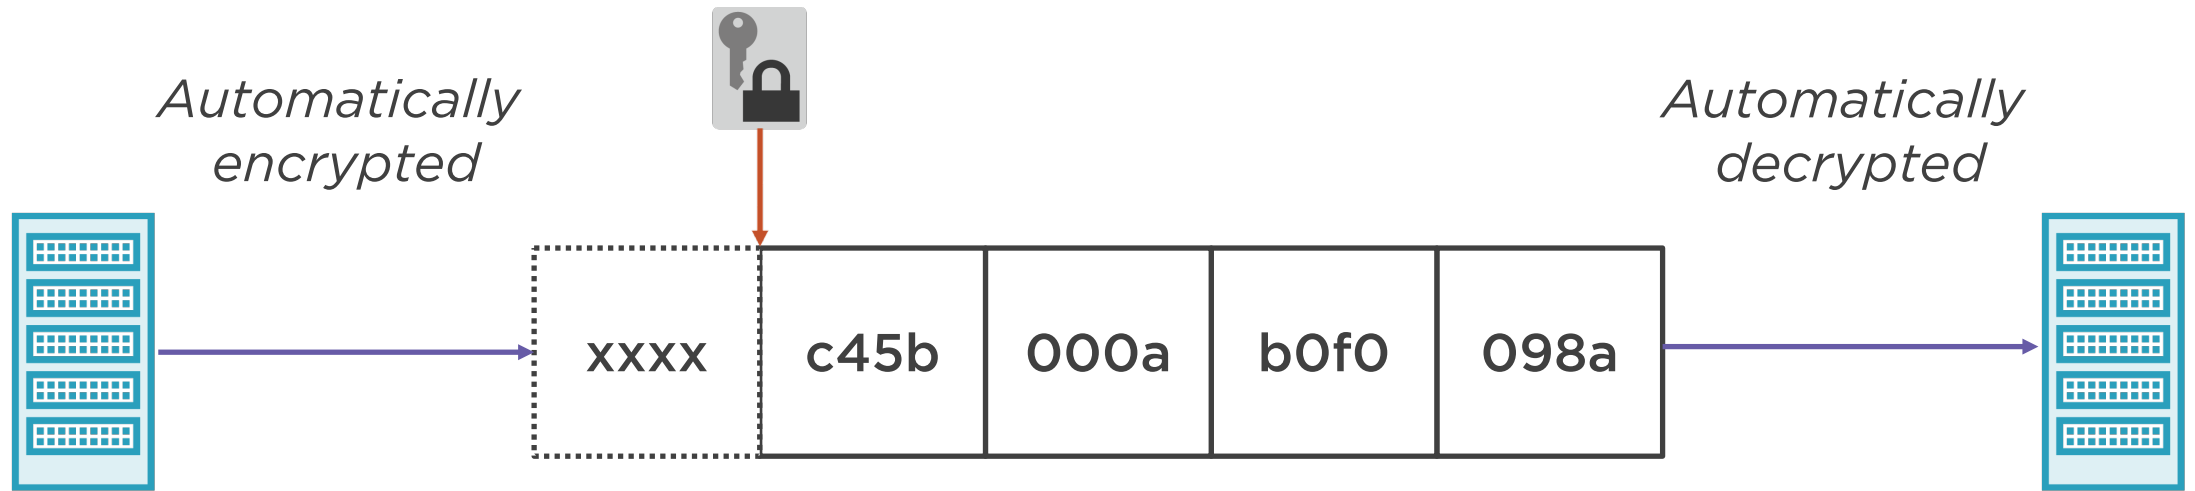 Automatically
encrypted
Automatically
decrypted
xxxx c45b 000a b0f0 098a